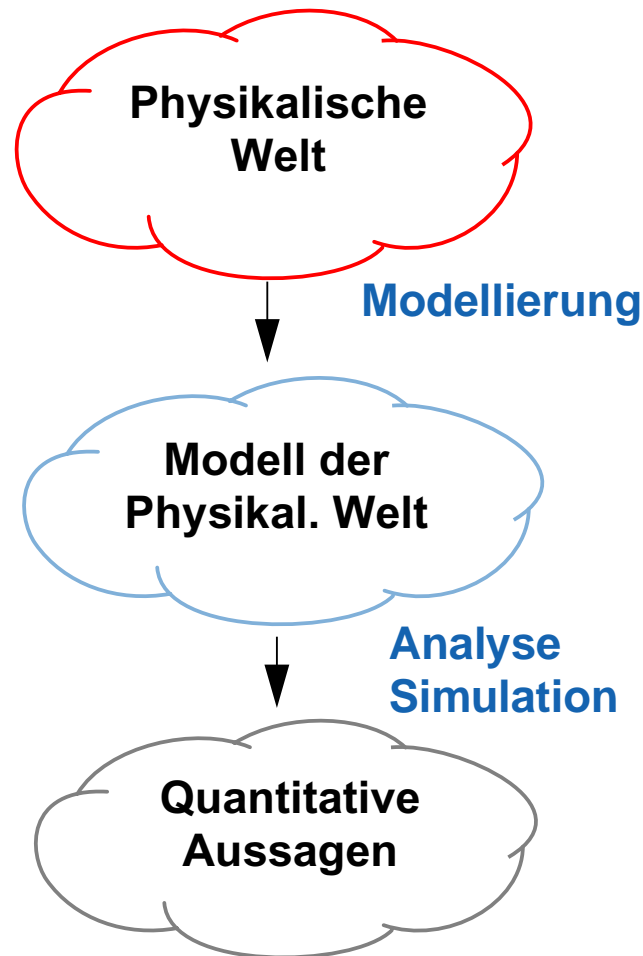 Physikalische
Welt
Modellierung
Modell der
Physikal. Welt
Analyse
Simulation
Quantitative
Aussagen